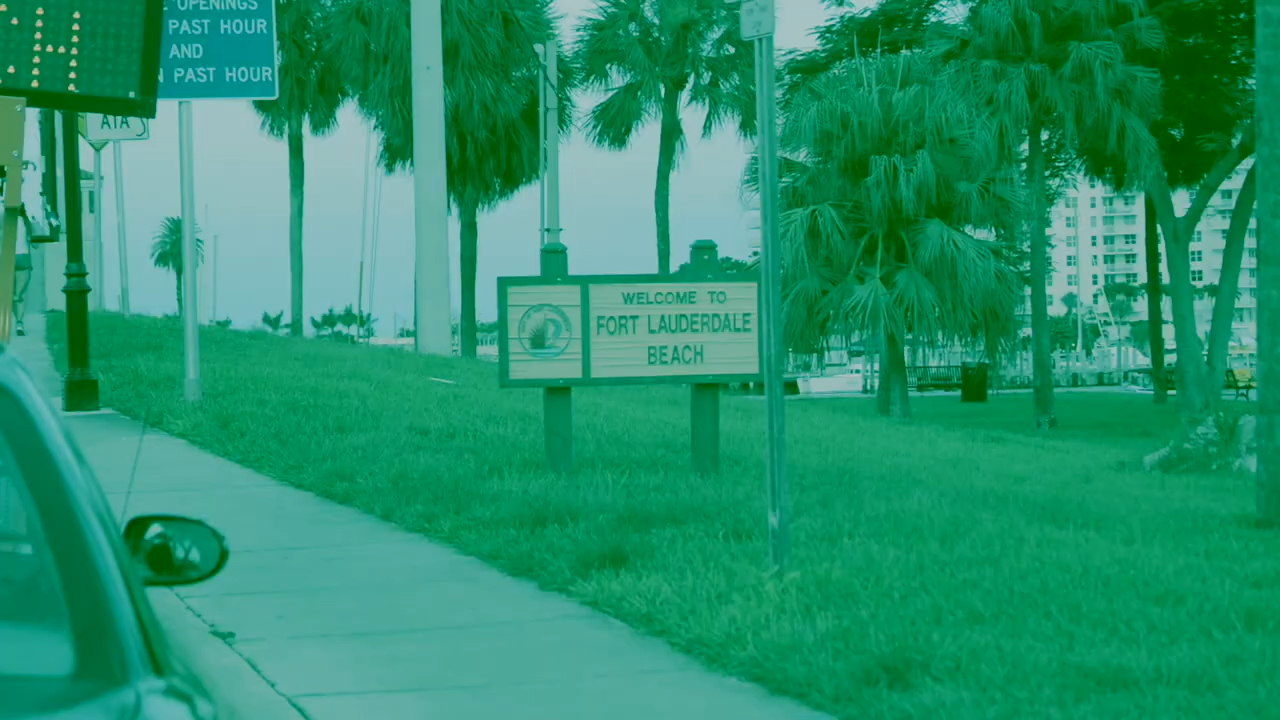 OPENINGS
PAST HOUR
AND
PAST HOUR
A1A
WELCOME TO
FORT LAUDERDALE
BEACH